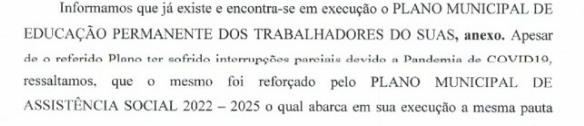 Informamos que já existe e encontra-se em execução o PLANO MUNICIPAL DE
EDUCAÇÃO PERMANENTE DOS TRABALHADORES DO SUAS, anexo. Apesar
de o referido Plano ter sofrido interrupções parciais devido a Pandemia de COVID19,
ressaltamos, que o mesmo foi reforçado pelo PLANO MUNICIPAL DE
ASSISTÊNCIA SOCIAL 2022 – 2025 o qual abarca em sua execução a mesma pauta